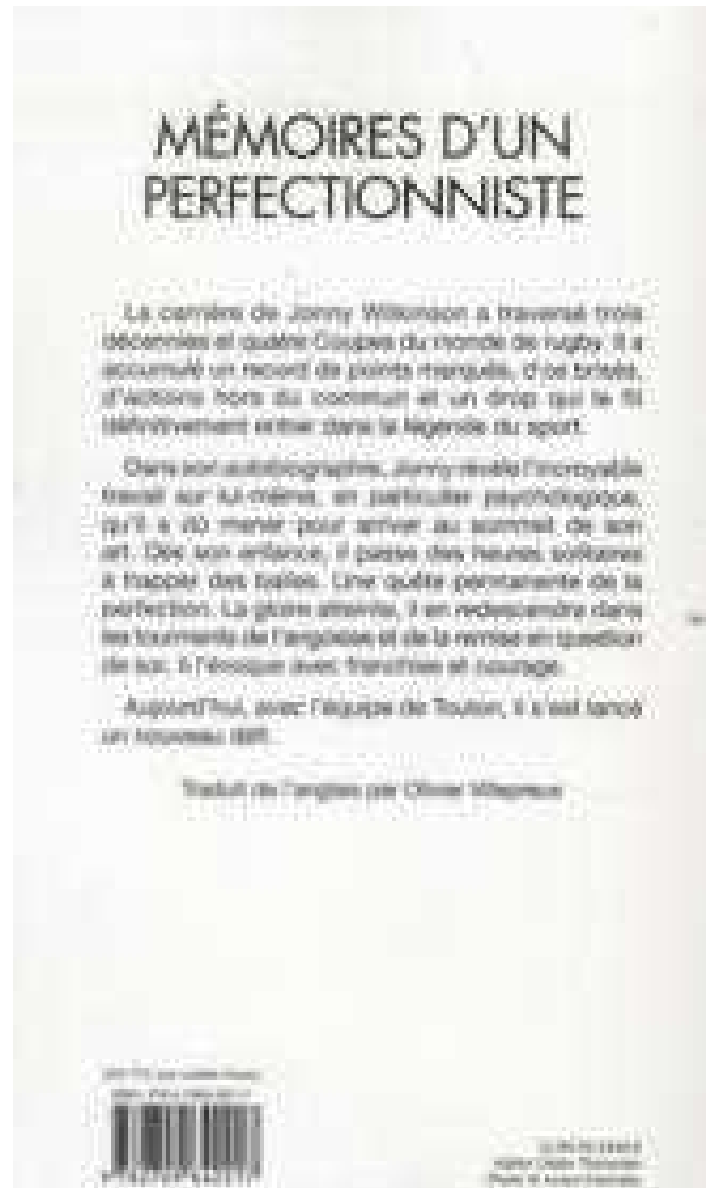 MÉMOIRES D'UN
PERFECTIONNISTE
La carrière de Jonny Wilkinson a traversé trois
décennies et quatre Coupes du monde de rugby. Il a
accumulé un record de points marqués, d'os brisés,
d'actions hors du commun et un drop qui le fit
définitivement entrer dans la légende du sport.
Dans son autobiographie, Jonny révèle l'incroyable
travail sur lui-même, en particulier psychologique,
qu'il a dû mener pour arriver au sommet de son
art. Dès son enfance, il passe des heures solitaires
à frapper des balles. Une quête permanente de la
perfection. La gloire atteinte, il en redescendra dans
les tourments de l'angoisse et de la remise en question
de soi. Il l'évoque avec franchise et courage.
Aujourd'hui, avec l'équipe de Toulon, il s'est lancé
un nouveau défi.
Traduit de l'anglais par Olivier Villepreux